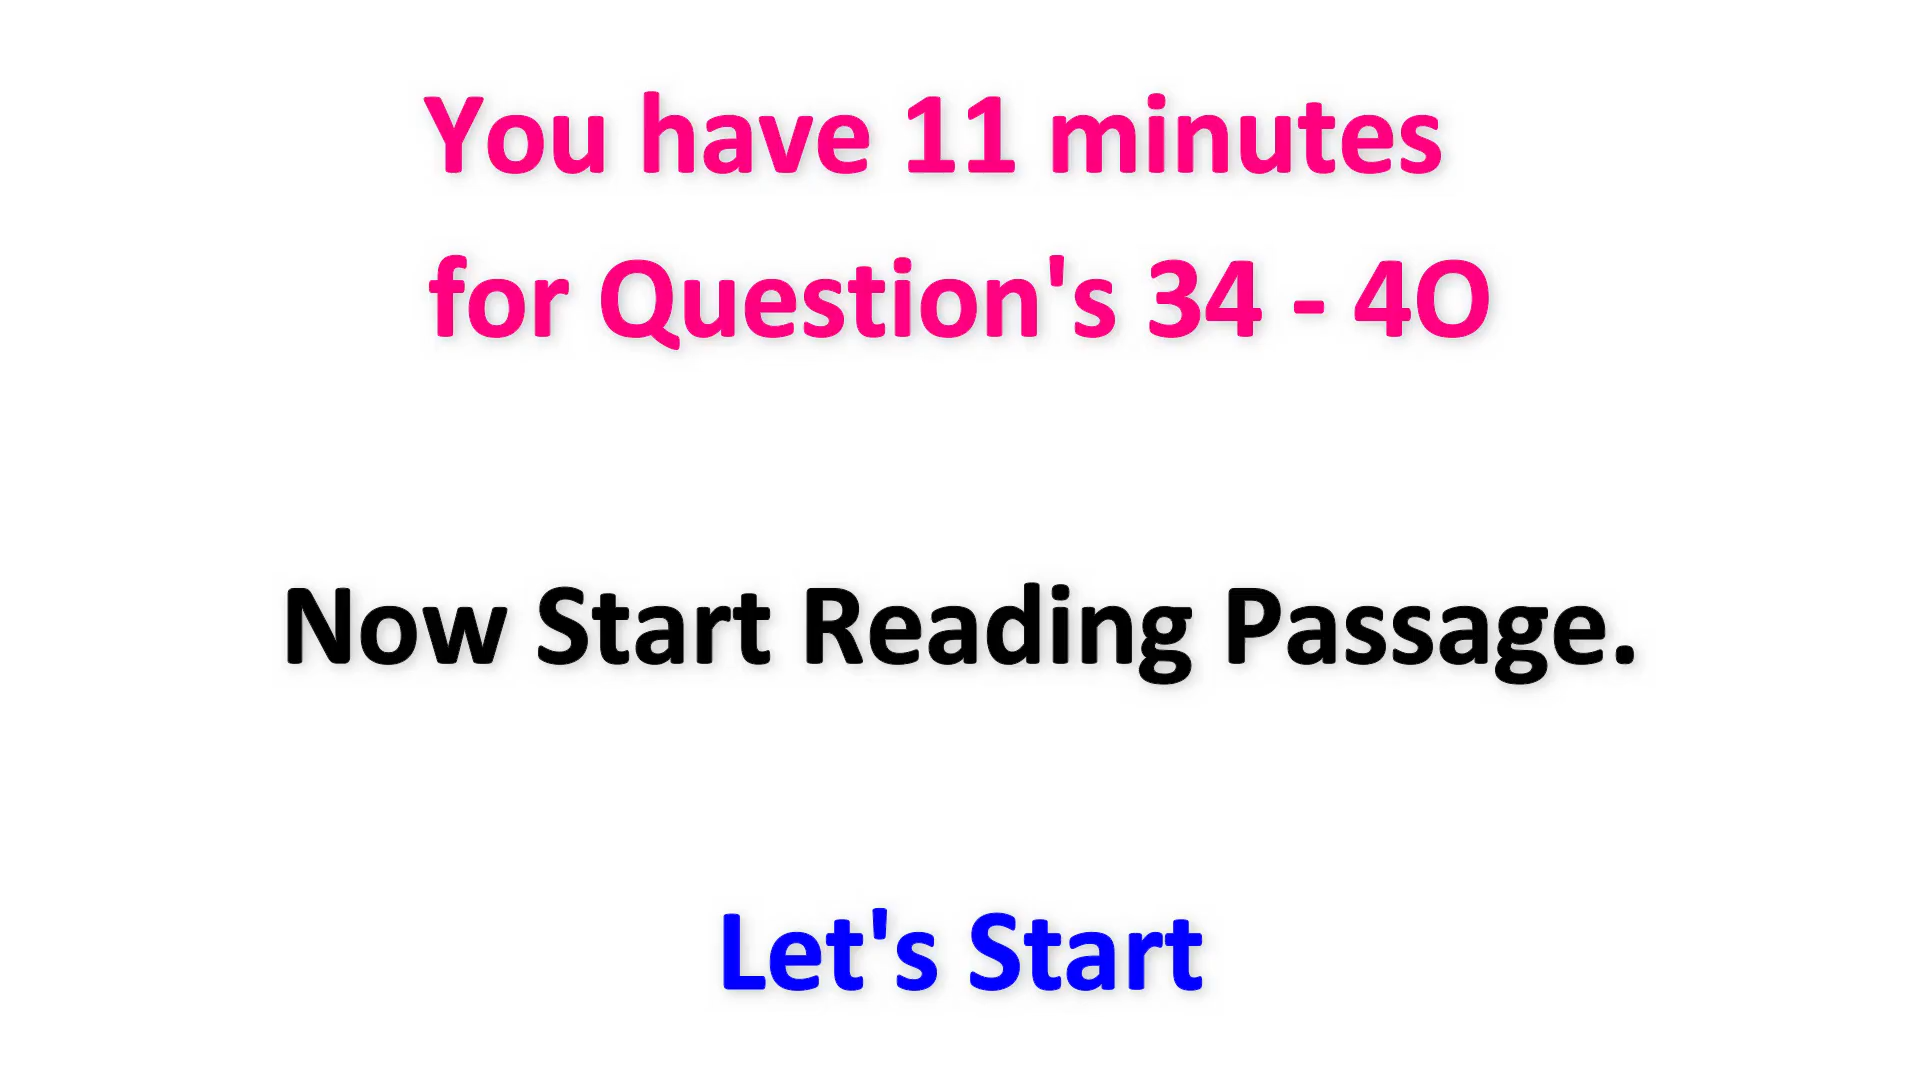 You have 11 minutes
for Question's 34 - 4O
Now Start Reading Passage.
Let's Start